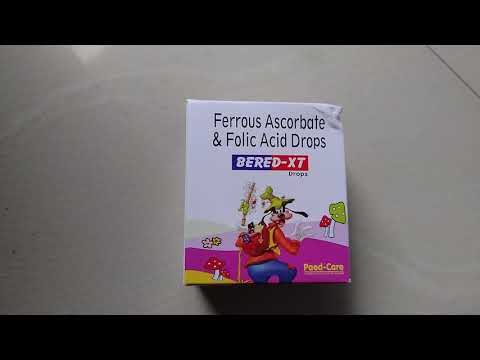 Ferrous Ascorbate
& Folic Acid Drops
BERED-XT
Drops
Paed-Care